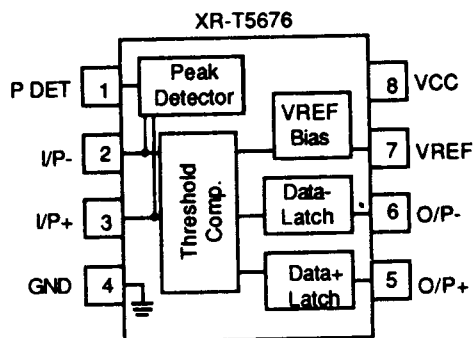 XR-T5676
P DET
1
Peak
Detector
8
VCC
I/P-
2
VREF
Bias
7
VREF
I/P+
3
Threshold
Comp.
Data-
Latch
6
O/P-
GND
4
Data+
Latch
5
O/P+